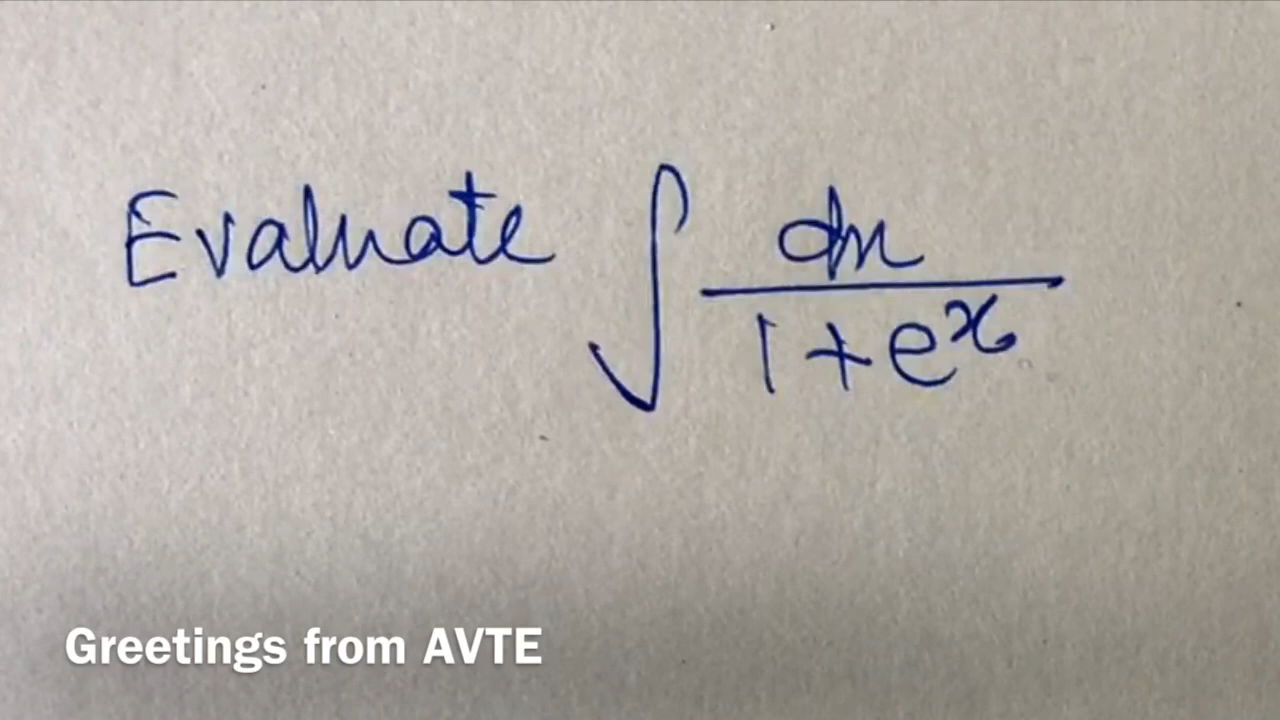 Evaluate ∫ dx / 1+e^x
Greetings from AVTE